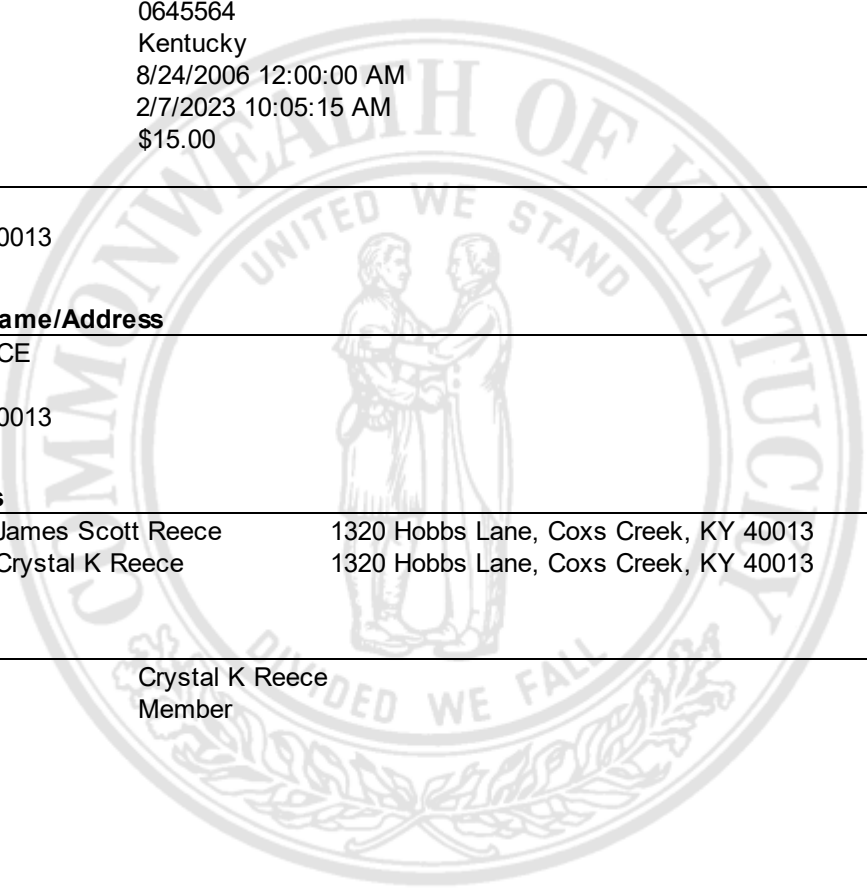 0645564
Kentucky
8/24/2006 12:00:00 AM
2/7/2023 10:05:15 AM
$15.00
0013
ame/Address
CE
0013
s
James Scott Reece 1320 Hobbs Lane, Coxs Creek, KY 40013
Crystal K Reece 1320 Hobbs Lane, Coxs Creek, KY 40013
Crystal K Reece
Member
COMMONWEALTH OF KENTUCKY
UNITED WE STAND
DIVIDED WE FALL